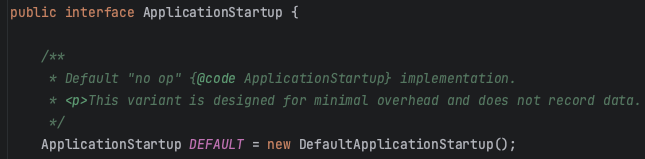 public interface ApplicationStartup {
/**
* Default "no op" {@code ApplicationStartup} implementation.
* <p>This variant is designed for minimal overhead and does not record data.
*/
ApplicationStartup DEFAULT = new DefaultApplicationStartup();